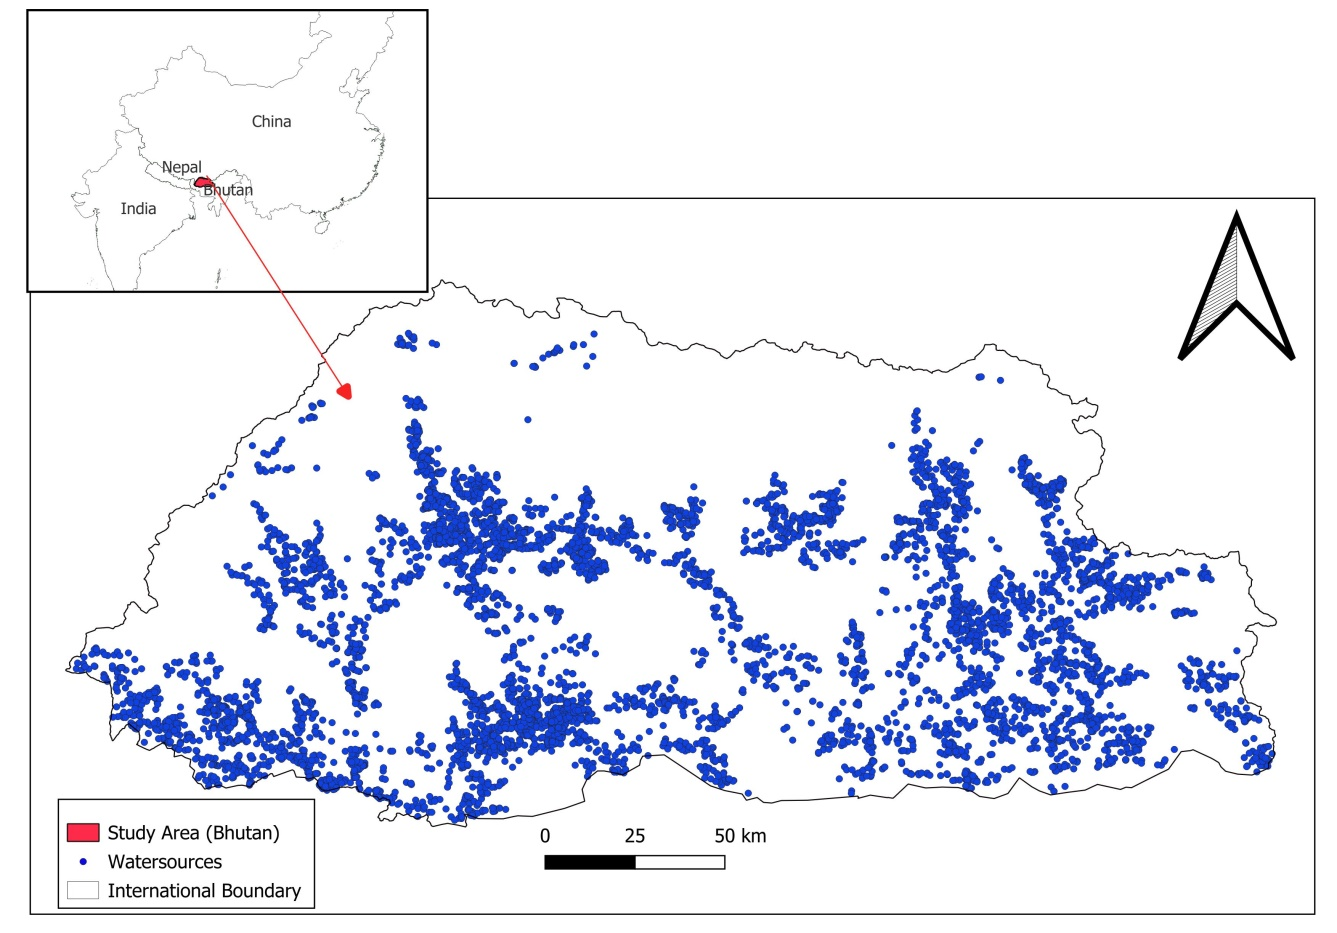 China
Nepal
Bhutan
India
Study Area (Bhutan)
Watersources
International Boundary
0 25 50 km